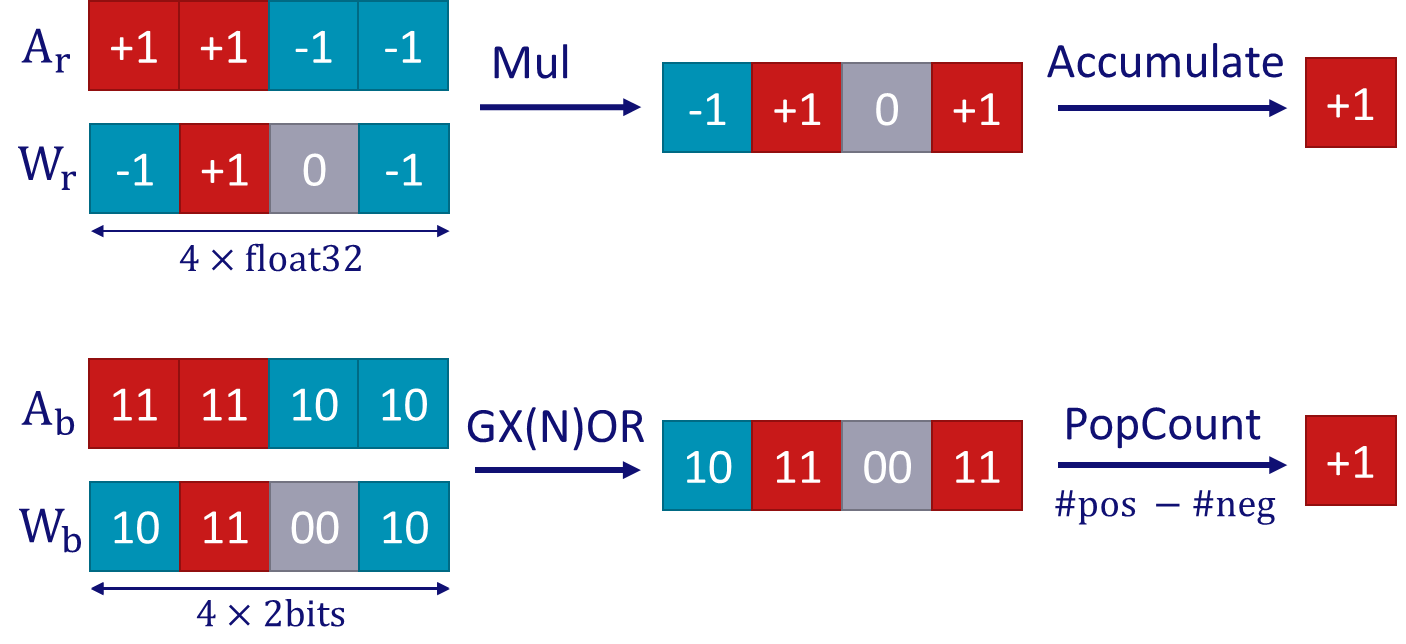 A_r +1 +1 -1 -1
Mul
-1 +1 0 +1
Accumulate
+1
W_r -1 +1 0 -1
4 × float32
A_b 11 11 10 10
GX(N)OR
10 11 00 11
PopCount
#pos − #neg
+1
W_b 10 11 00 10
4 × 2bits